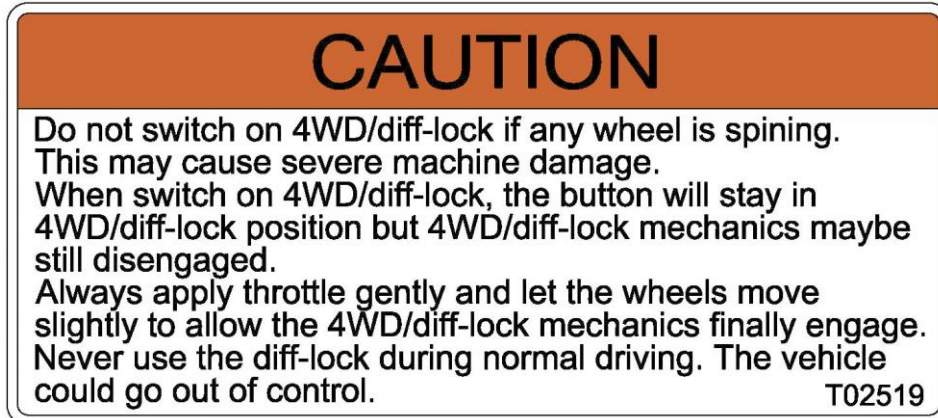 CAUTION
Do not switch on 4WD/diff-lock if any wheel is spining.
This may cause severe machine damage.
When switch on 4WD/diff-lock, the button will stay in
4WD/diff-lock position but 4WD/diff-lock mechanics maybe
still disengaged.
Always apply throttle gently and let the wheels move
slightly to allow the 4WD/diff-lock mechanics finally engage.
Never use the diff-lock during normal driving. The vehicle
could go out of control.
T02519